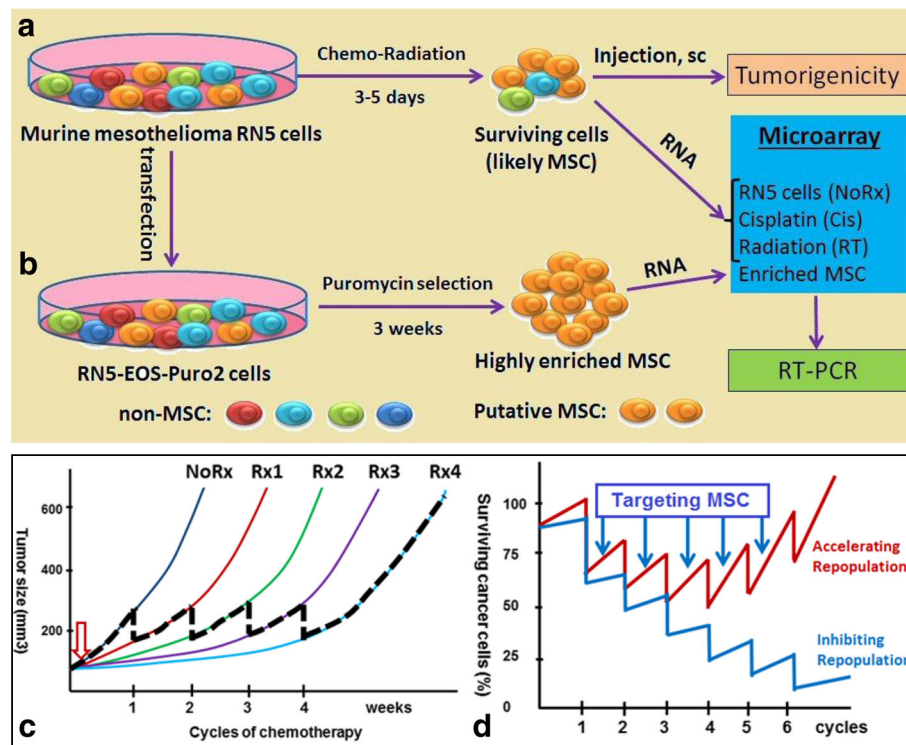 a
Chemo-Radiation
3-5 days
Injection, sc
Tumorigenicity
Murine mesothelioma RN5 cells
Surviving cells
(likely MSC)
RNA
Microarray
RN5 cells (NoRx)
Cisplatin (Cis)
Radiation (RT)
Enriched MSC
transfection
b
Puromycin selection
3 weeks
RNA
RN5-EOS-Puro2 cells
Highly enriched MSC
RT-PCR
non-MSC:
Putative MSC:
NoRx Rx1 Rx2 Rx3 Rx4
Tumor size (mm3)
600
400
200
1 2 3 4 weeks
Cycles of chemotherapy
c
Surviving cancer
cells (%)
100
75
50
25
0
Targeting MSC
Accelerating
Repopulation
Inhibiting
Repopulation
1 2 3 4 5 6 cycles
d